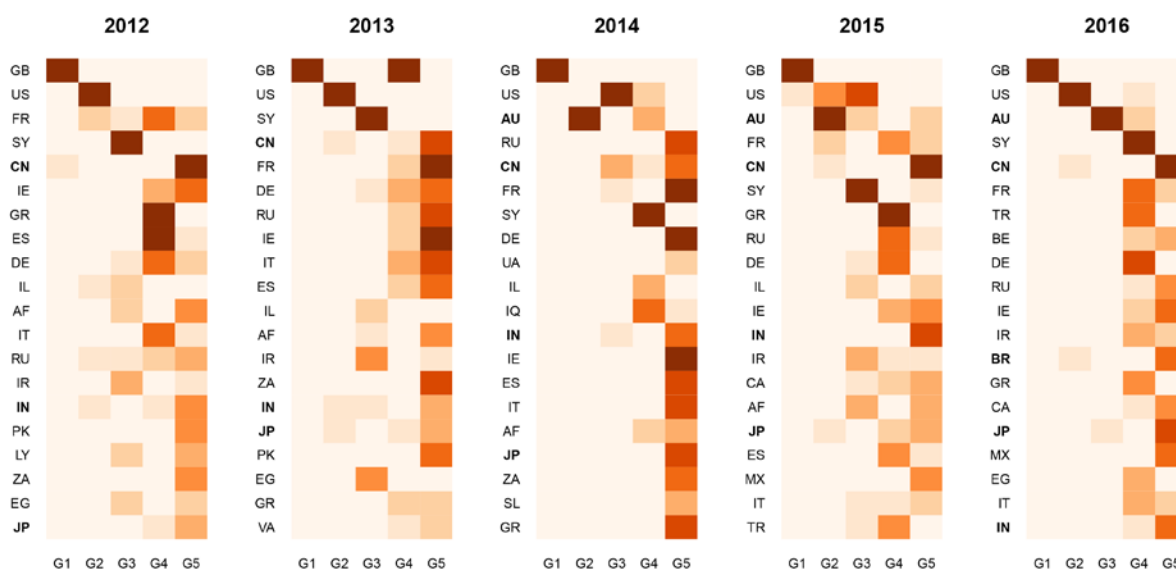 2012 2013 2014 2015 2016
GB GB GB GB GB
US US US US US
FR SY AU AU AU
SY CN RU FR SY
CN FR CN CN CN
IE DE FR SY FR
GR RU SY GR TR
ES IE DE RU BE
DE IT UA DE DE
IL ES IL IL RU
AF IL IQ IE IE
IT AF IN IN IR
RU IR IE IR BR
IR ZA ES CA GR
IN IN IT AF CA
PK JP AF JP JP
LY PK JP ES MX
ZA EG ZA MX EG
EG GR SL IT IT
JP VA GR TR IN
G1 G2 G3 G4 G5 G1 G2 G3 G4 G5 G1 G2 G3 G4 G5 G1 G2 G3 G4 G5 G1 G2 G3 G4